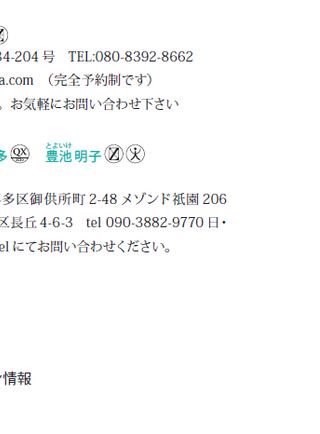 34-204 号　TEL:080-8392-8662
a.com　（完全予約制です）
。お気軽にお問い合わせ下さい
多 QX とよいけ 豊池 明子
多区御供所町 2-48 メゾンド祇園 206
区長丘 4-6-3　tel 090-3882-9770 日・
el にてお問い合わせください。
ン情報